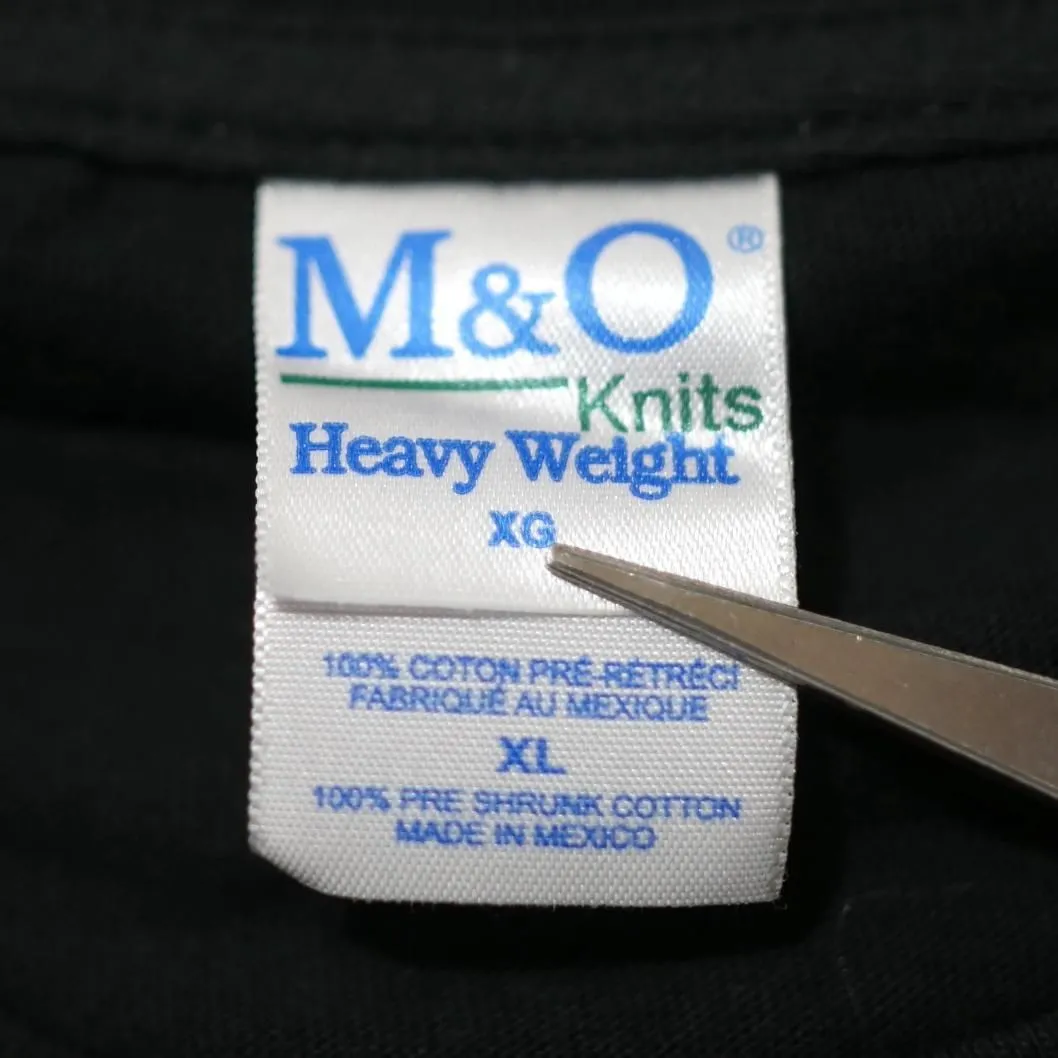 M&O®
Knits
Heavy Weight
XG
100% COTON PRÉ-RÉTRÉCI
FABRIQUÉ AU MEXIQUE
XL
100% PRE SHRUNK COTTON
MADE IN MEXICO